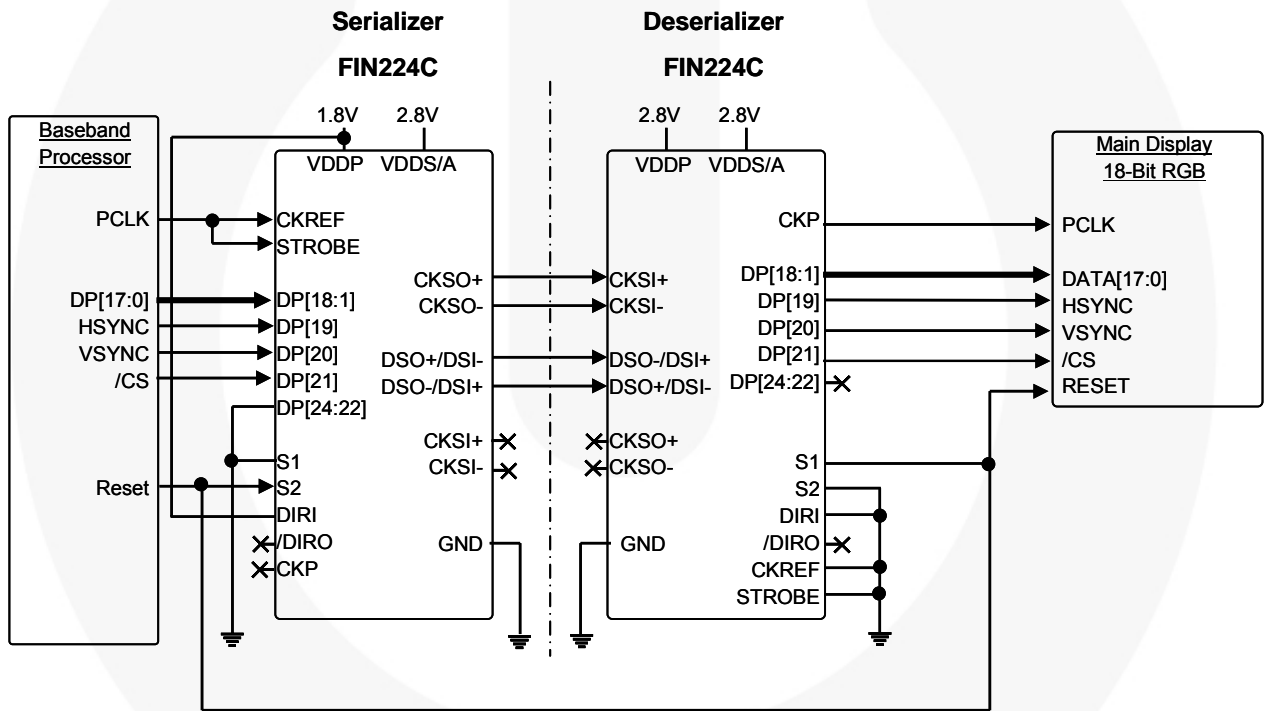 Serializer
FIN224C
Deserializer
FIN224C
1.8V 2.8V
2.8V 2.8V
Baseband
Processor
PCLK
DP[17:0]
HSYNC
VSYNC
/CS
Reset
VDDP VDDS/A
CKREF
STROBE
DP[18:1]
DP[19]
DP[20]
DP[21]
DP[24:22]
S1
S2
DIRI
/DIRO
CKP
CKSO+
CKSO-
DSO+/DSI-
DSO-/DSI+
CKSI+
CKSI-
GND
VDDP VDDS/A
CKSI+
CKSI-
DSO-/DSI+
DSO+/DSI-
CKSO+
CKSO-
GND
CKP
DP[18:1]
DP[19]
DP[20]
DP[21]
DP[24:22]
S1
S2
DIRI
/DIRO
CKREF
STROBE
Main Display
18-Bit RGB
PCLK
DATA[17:0]
HSYNC
VSYNC
/CS
RESET